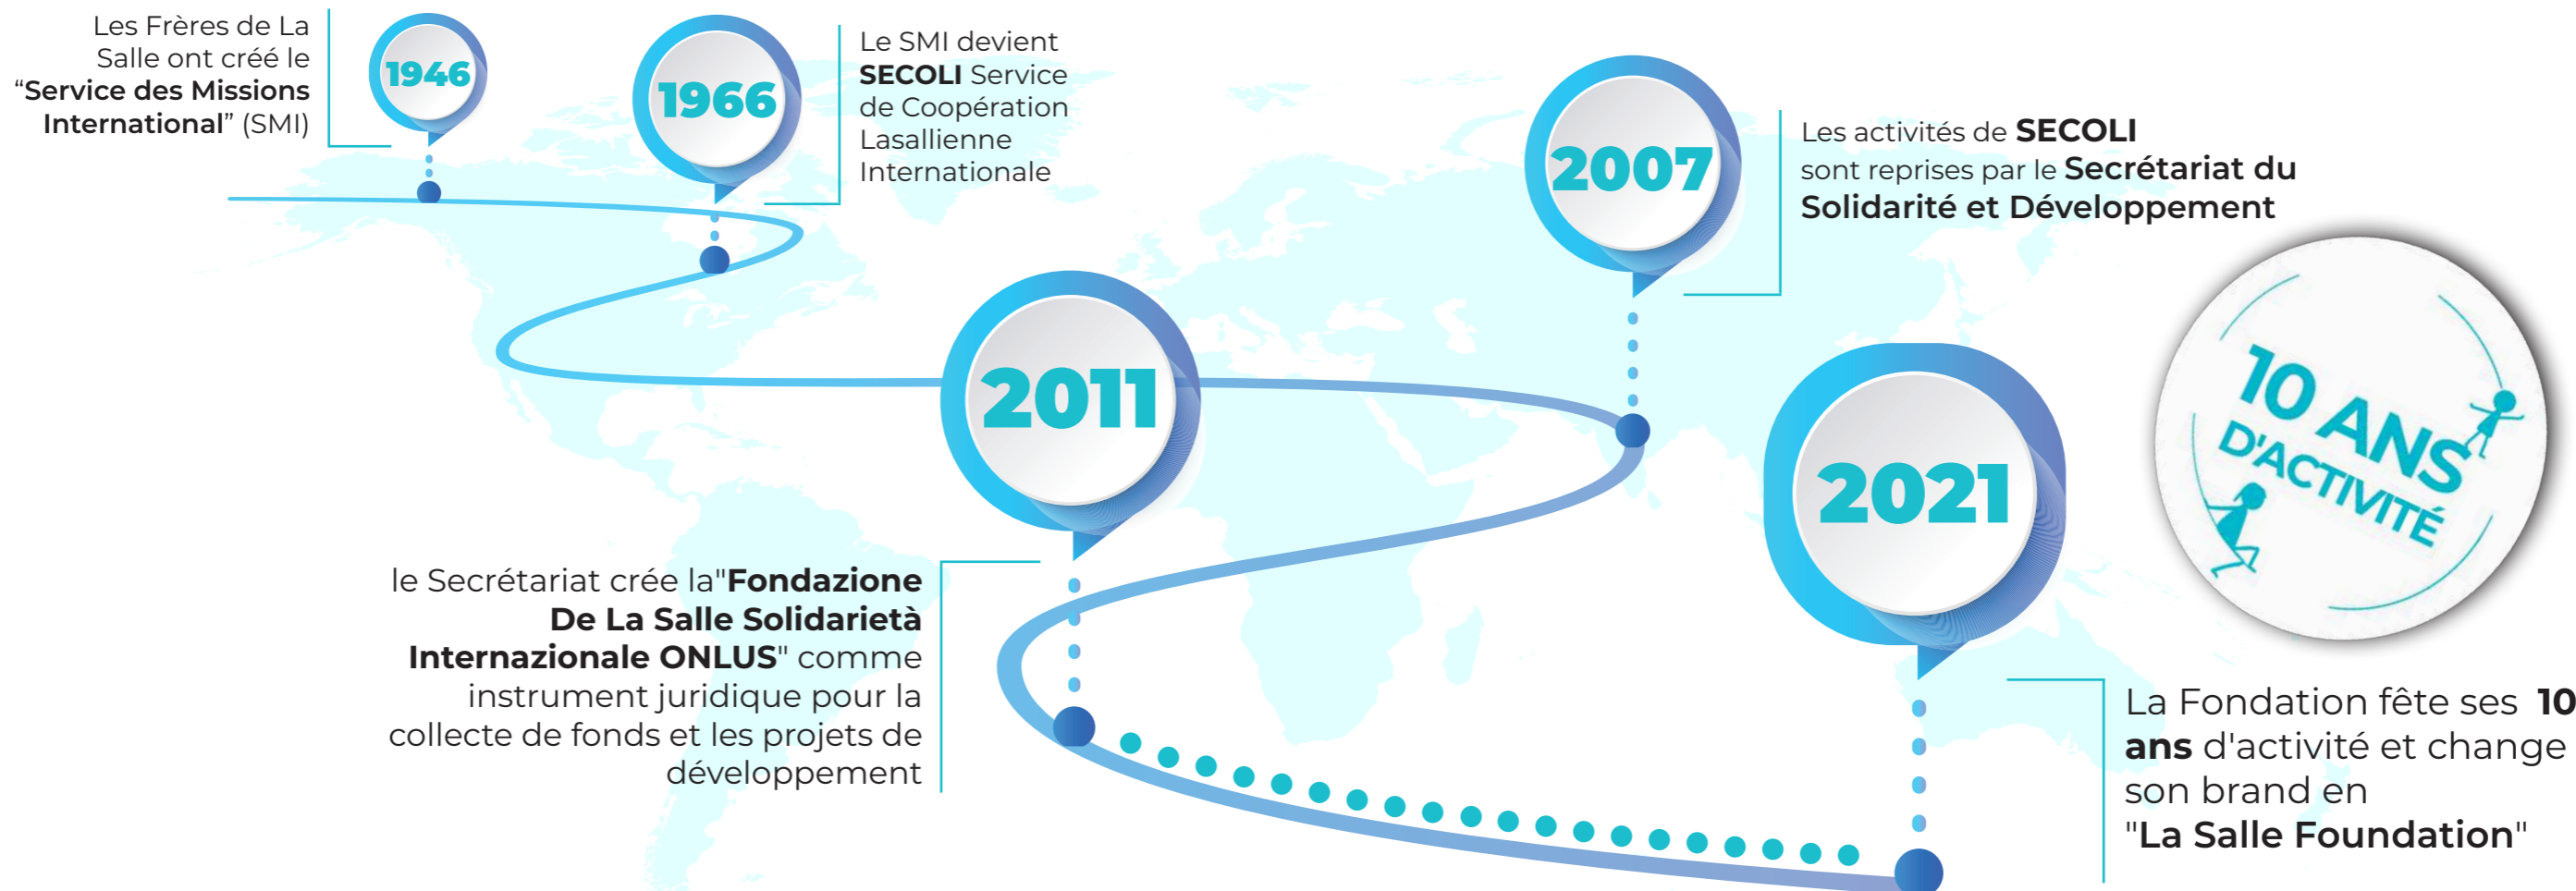 1946
Les Frères de La
Salle ont créé le
“Service des Missions
International” (SMI)
1966
Le SMI devient
SECOLI Service
de Coopération
Lasallienne
Internationale
2007
Les activités de SECOLI
sont reprises par le Secrétariat du
Solidarité et Développement
2011
le Secrétariat crée la"Fondazione
De La Salle Solidarietà
Internazionale ONLUS" comme
instrument juridique pour la
collecte de fonds et les projets de
développement
2021
10 ANS
D'ACTIVITÉ
La Fondation fête ses 10
ans d'activité et change
son brand en
"La Salle Foundation"